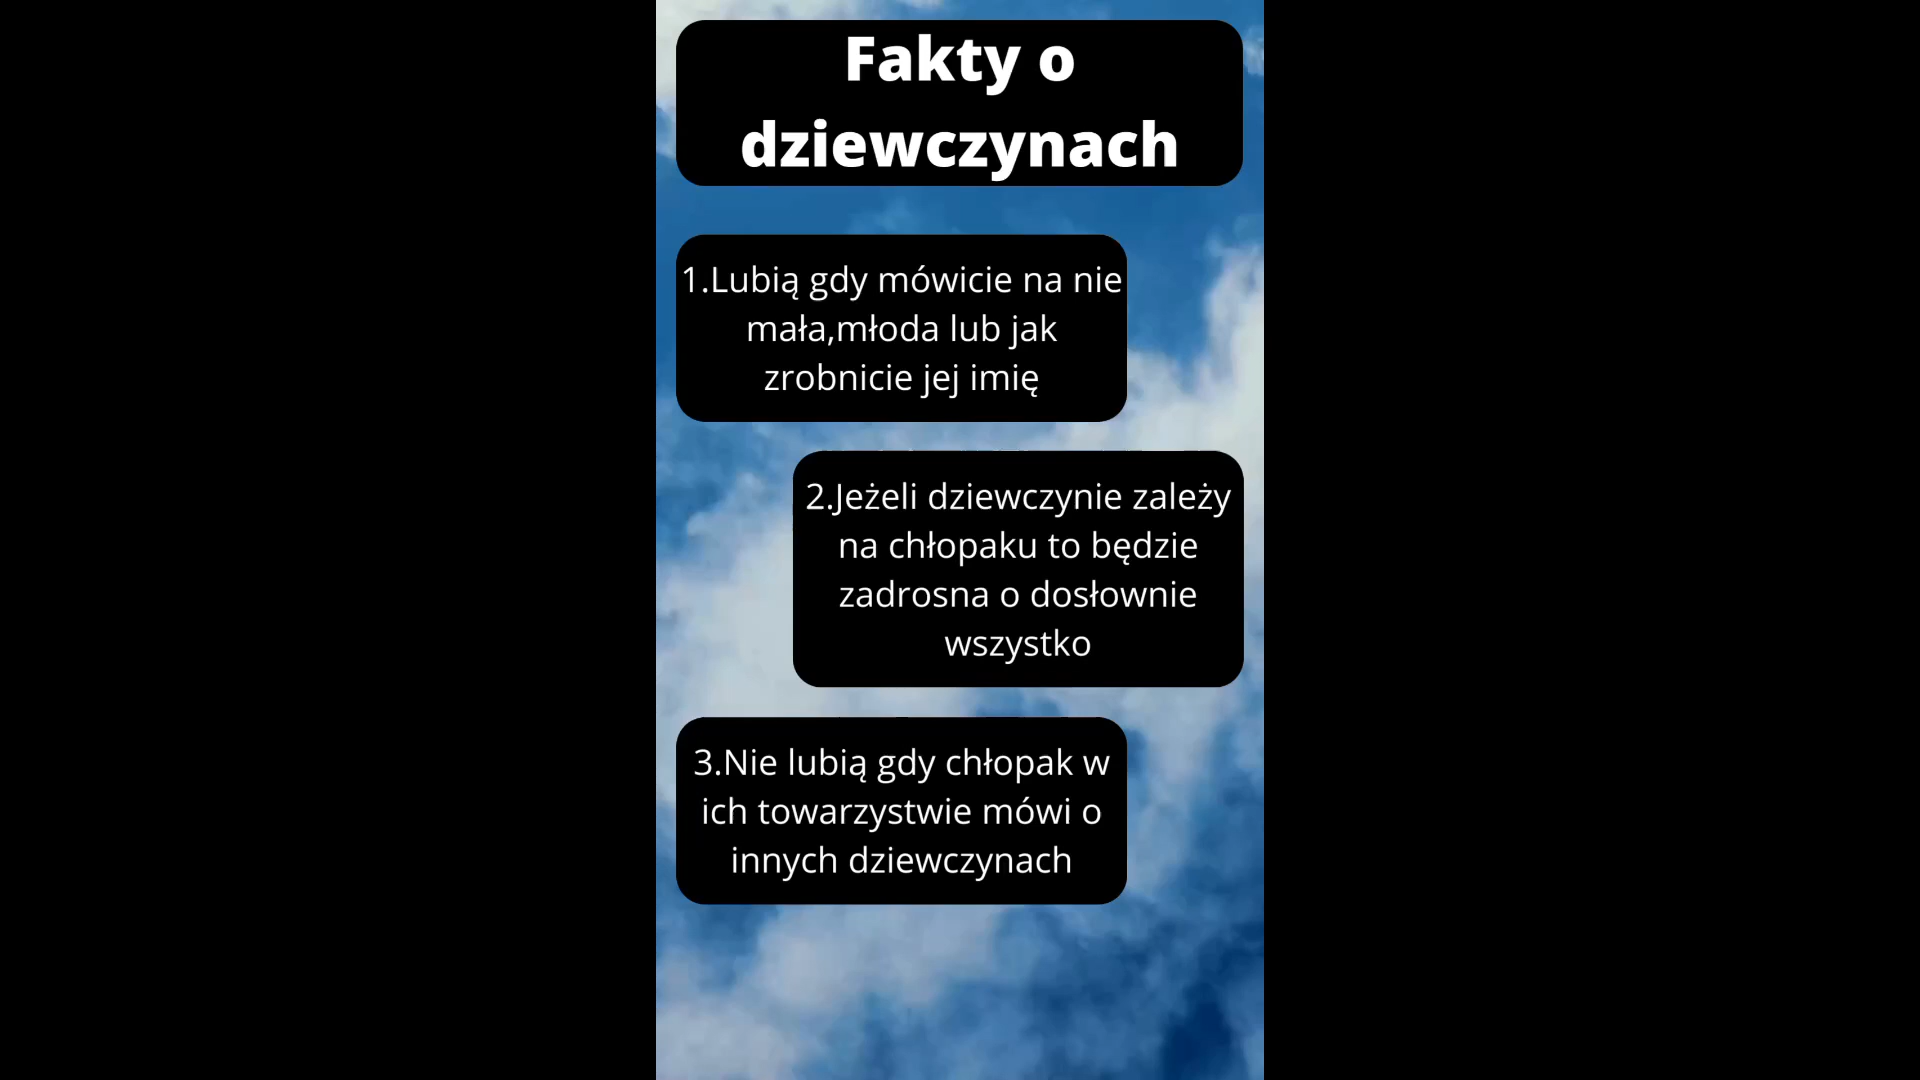 Fakty o
dziewczynach
1.Lubią gdy mówicie na nie
mała,młoda lub jak
zrobnicie jej imię
2.Jeżeli dziewczynie zależy
na chłopaku to będzie
zadrosna o dosłownie
wszystko
3.Nie lubią gdy chłopak w
ich towarzystwie mówi o
innych dziewczynach